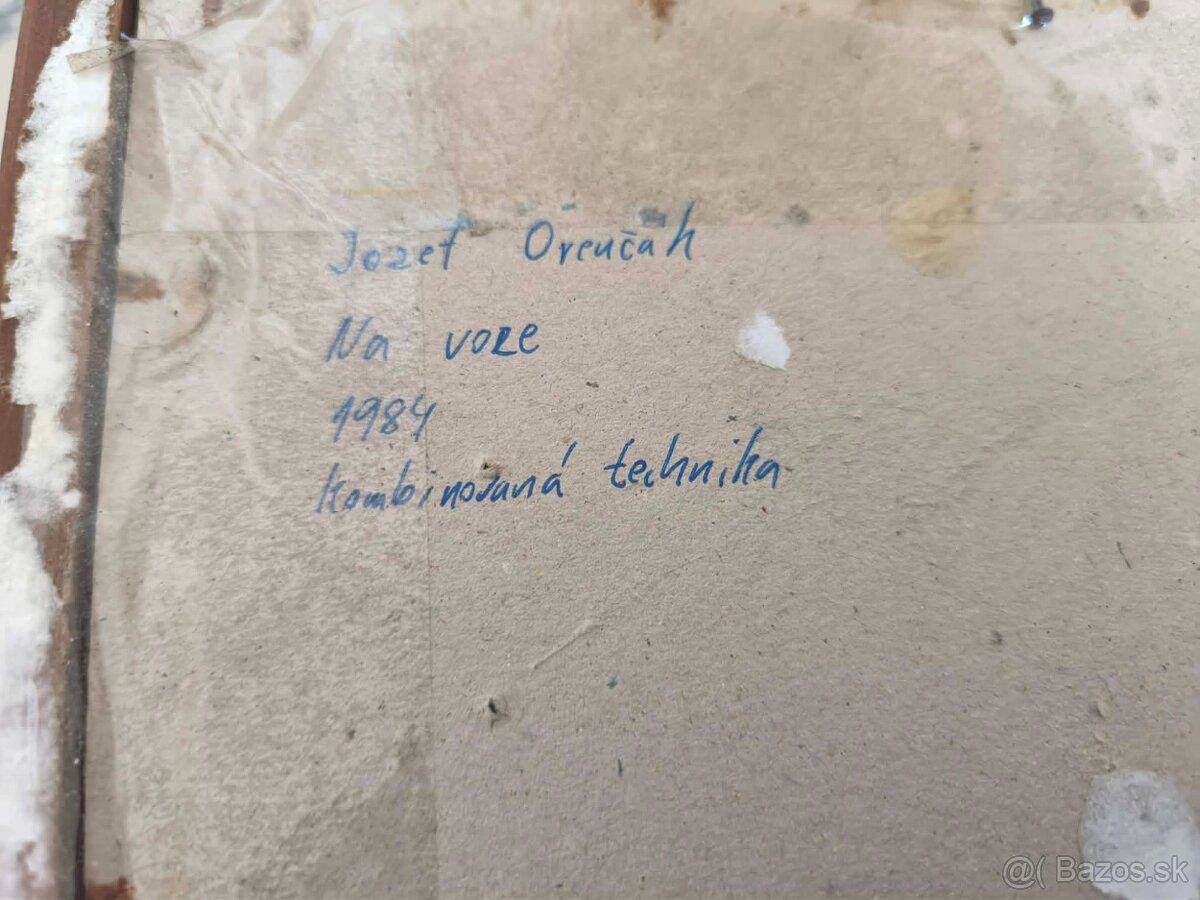 Jozef Orenčák
Na voze
1984
kombinovaná technika
@( Bazos.sk